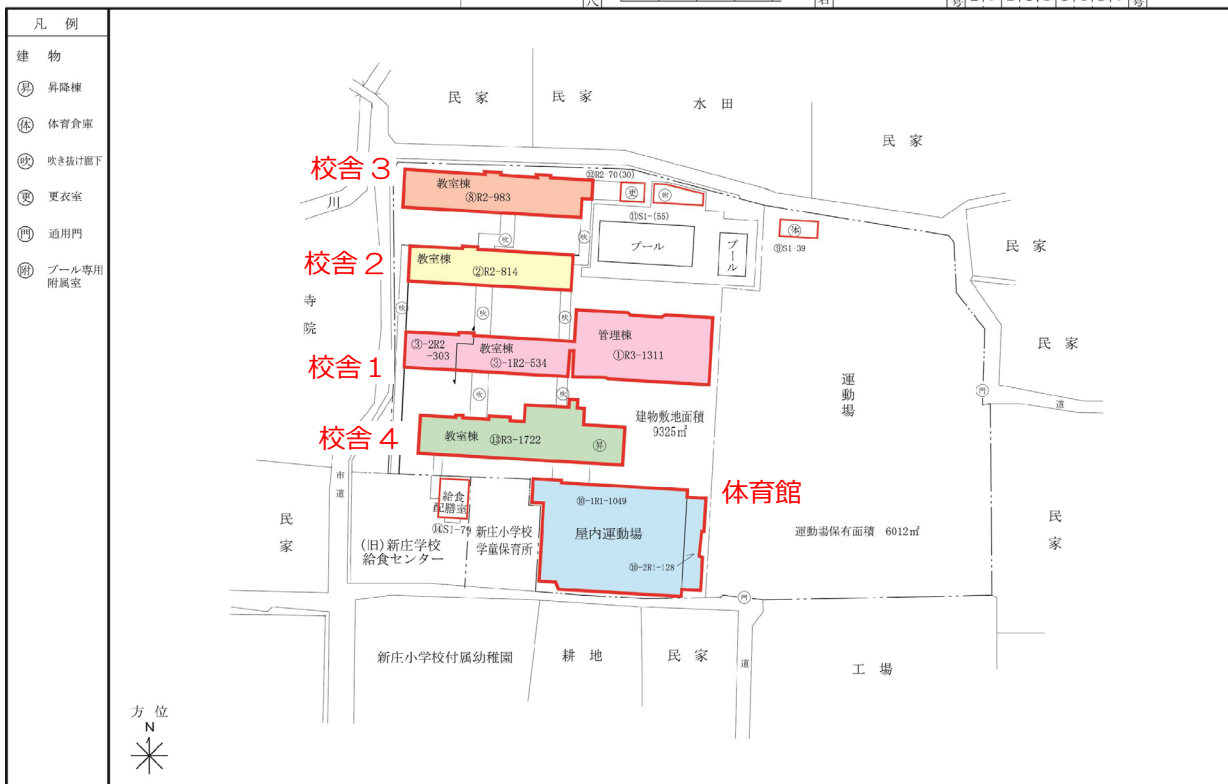 凡 例
建 物
昇 昇降棟
体 体育倉庫
吹 吹き抜け廊下
更 更衣室
門 通用門
附 プール専用
附属室
民 家
民 家
水 田
民 家
校舎３
教室棟
⑧R2-983
⑫R2-70(30)
更
附
川
⑪S1-(55)
体
⑨S1-39
吹
吹
プール
プール
民 家
校舎２
教室棟
②R2-814
寺院
吹
吹
吹
③-2R2
-303
教室棟
③-1R2-534
管理棟
①R3-1311
民 家
校舎１
運動場
吹
吹
門
道
建物敷地面積
9325㎡
校舎４
教室棟 ⑬R3-1722
昇
市道
体育館
給食
配膳室
⑭S1-79
⑩-1R1-1049
民家
(旧)新庄学校
給食センター
新庄小学校
学童保育所
屋内運動場
⑩-2R1-128
運動場保有面積 6012㎡
民家
門
新庄小学校付属幼稚園
耕 地
民 家
道
工 場
方 位
N